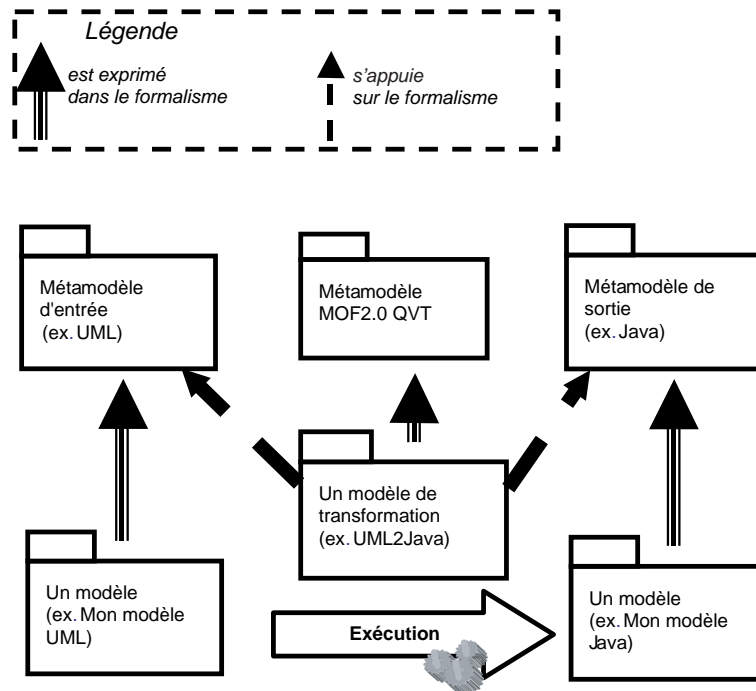 Légende
est exprimé
dans le formalisme
s'appuie
sur le formalisme
Métamodèle
d'entrée
(ex. UML)
Métamodèle
MOF2.0 QVT
Métamodèle de
sortie
(ex. Java)
Un modèle de
transformation
(ex. UML2Java)
Un modèle
(ex. Mon modèle
UML)
Exécution
Un modèle
(ex. Mon modèle
Java)